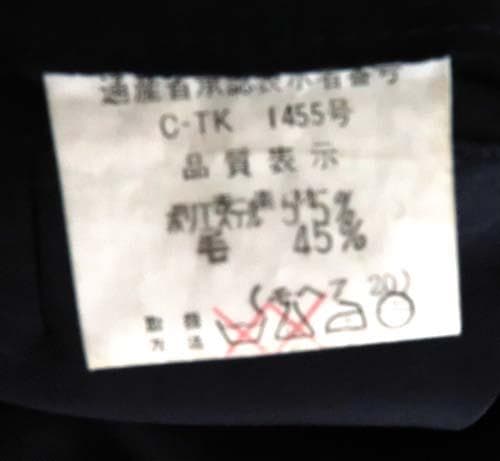 通産省承認表示者番号
C-TK 1455号
品質表示
ポリエステル 55%
毛 45%
取扱
方法